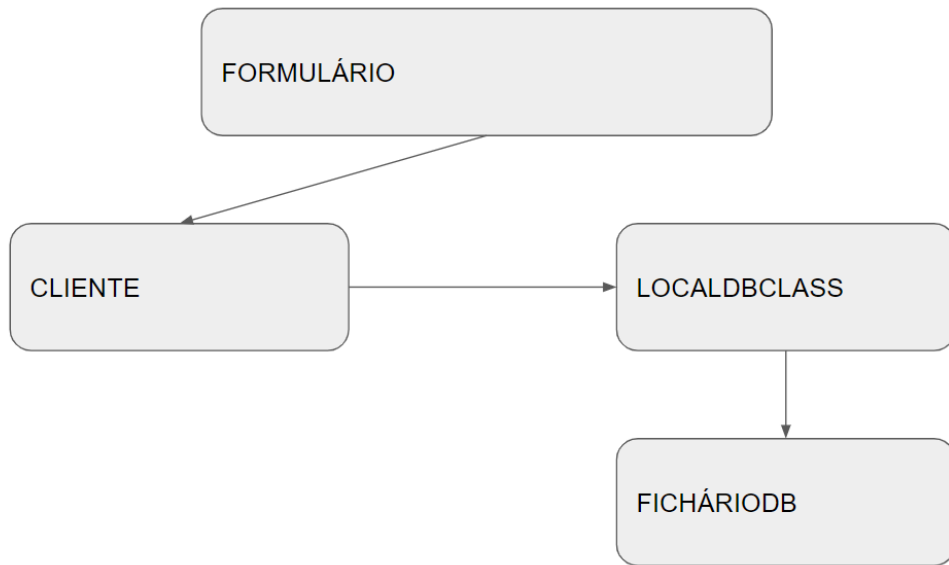 FORMULÁRIO
CLIENTE
LOCALDBCLASS
FICHÁRIODB